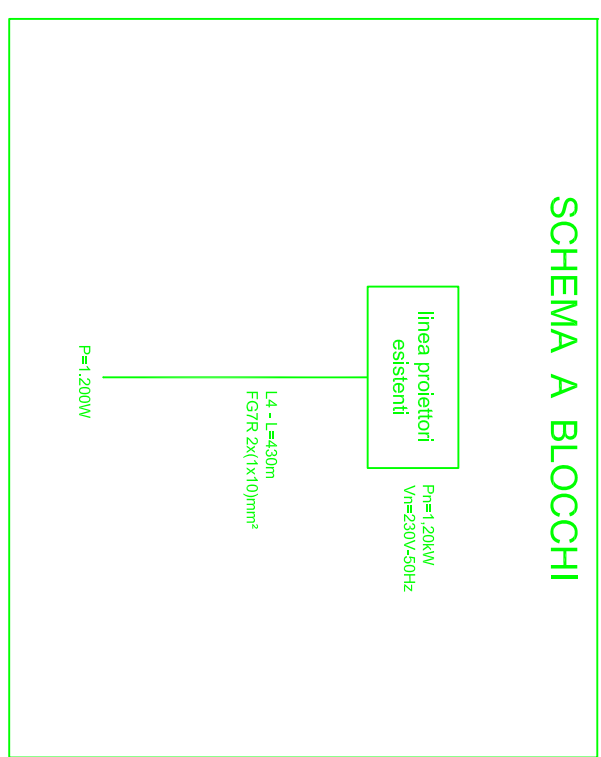 SCHEMA A BLOCCHI
linea proiettori
esistenti
Pn=1,20kW
Vn=230V-50Hz
L4 - L=430m
FG7R 2x(1x10)mm²
P=1.200W